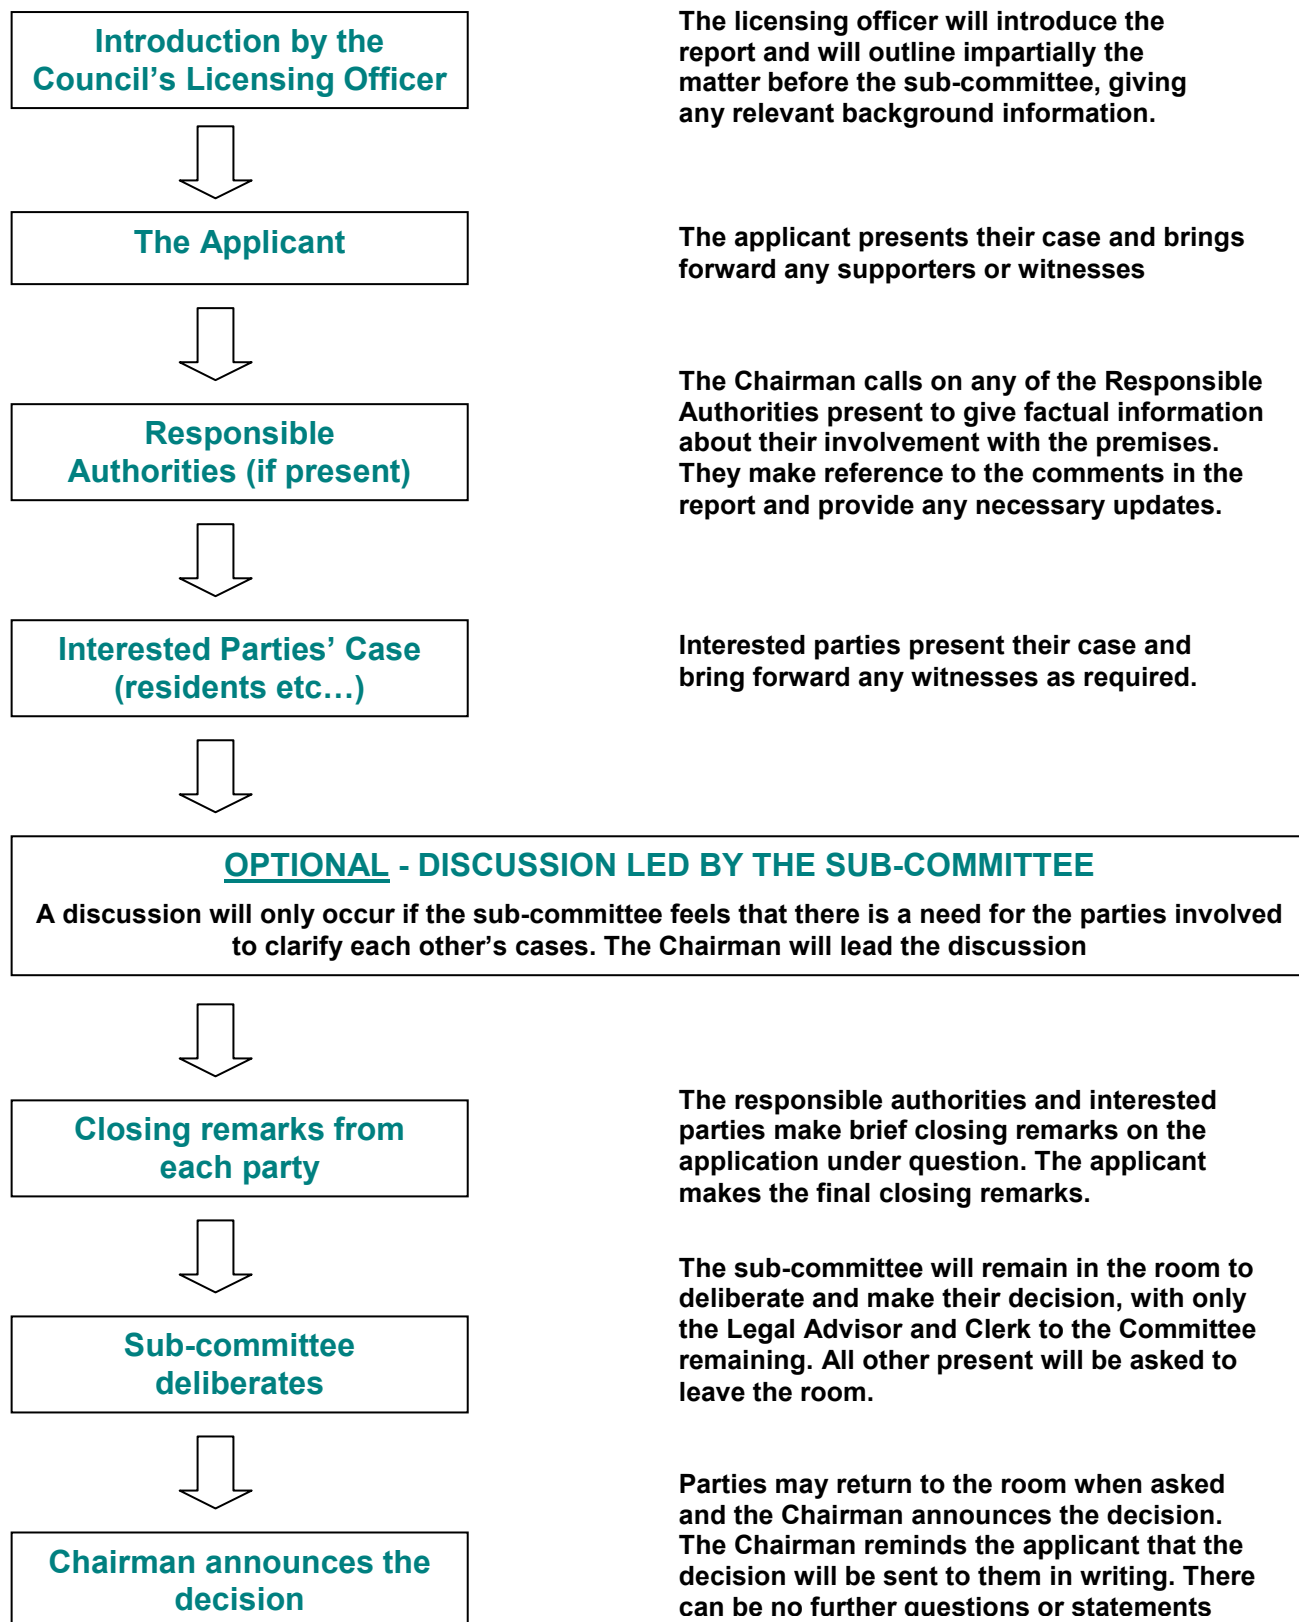 Introduction by the
Council’s Licensing Officer
The licensing officer will introduce the
report and will outline impartially the
matter before the sub-committee, giving
any relevant background information.
The Applicant
The applicant presents their case and brings
forward any supporters or witnesses
Responsible
Authorities (if present)
The Chairman calls on any of the Responsible
Authorities present to give factual information
about their involvement with the premises.
They make reference to the comments in the
report and provide any necessary updates.
Interested Parties’ Case
(residents etc…)
Interested parties present their case and
bring forward any witnesses as required.
OPTIONAL - DISCUSSION LED BY THE SUB-COMMITTEE
A discussion will only occur if the sub-committee feels that there is a need for the parties involved
to clarify each other’s cases. The Chairman will lead the discussion
Closing remarks from
each party
The responsible authorities and interested
parties make brief closing remarks on the
application under question. The applicant
makes the final closing remarks.
Sub-committee
deliberates
The sub-committee will remain in the room to
deliberate and make their decision, with only
the Legal Advisor and Clerk to the Committee
remaining. All other present will be asked to
leave the room.
Chairman announces the
decision
Parties may return to the room when asked
and the Chairman announces the decision.
The Chairman reminds the applicant that the
decision will be sent to them in writing. There
can be no further questions or statements